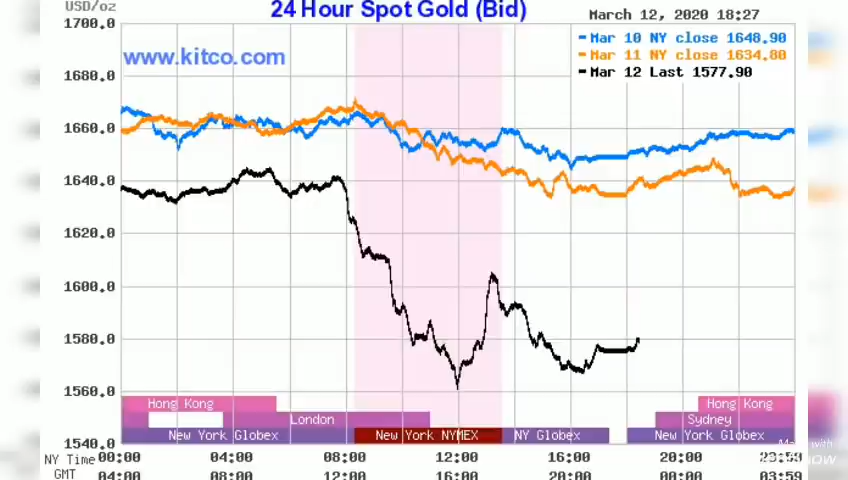 24 Hour Spot Gold (Bid)
USD/oz
March 12, 2020 18:27
www.kitco.com
Mar 10 NY close 1648.90
Mar 11 NY close 1634.80
Mar 12 Last 1577.90
1700.0
1680.0
1660.0
1640.0
1620.0
1600.0
1580.0
1560.0
1540.0
Hong Kong
Hong Kong
London
Sydney
New York Globex
New York NYMEX
NY Globex
New York Globex
NY Time 00:00 04:00 08:00 12:00 16:00 20:00 23:59
GMT 04:00 08:00 12:00 16:00 20:00 00:00 03:59